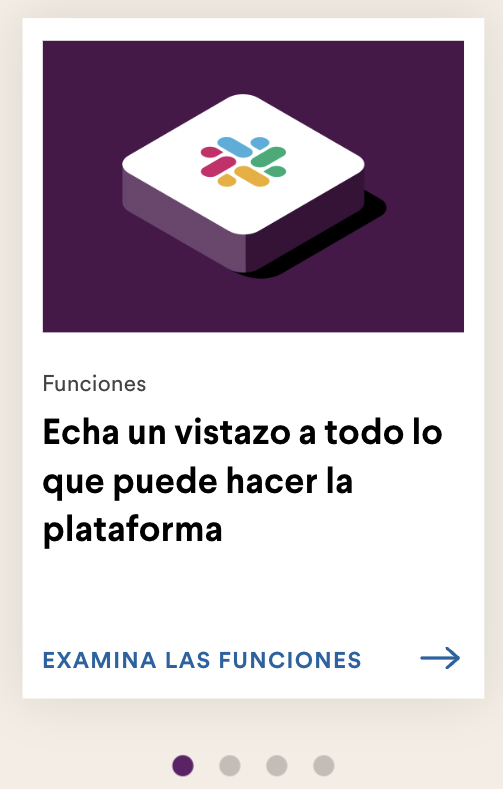 Funciones
Echa un vistazo a todo lo
que puede hacer la
plataforma
EXAMINA LAS FUNCIONES